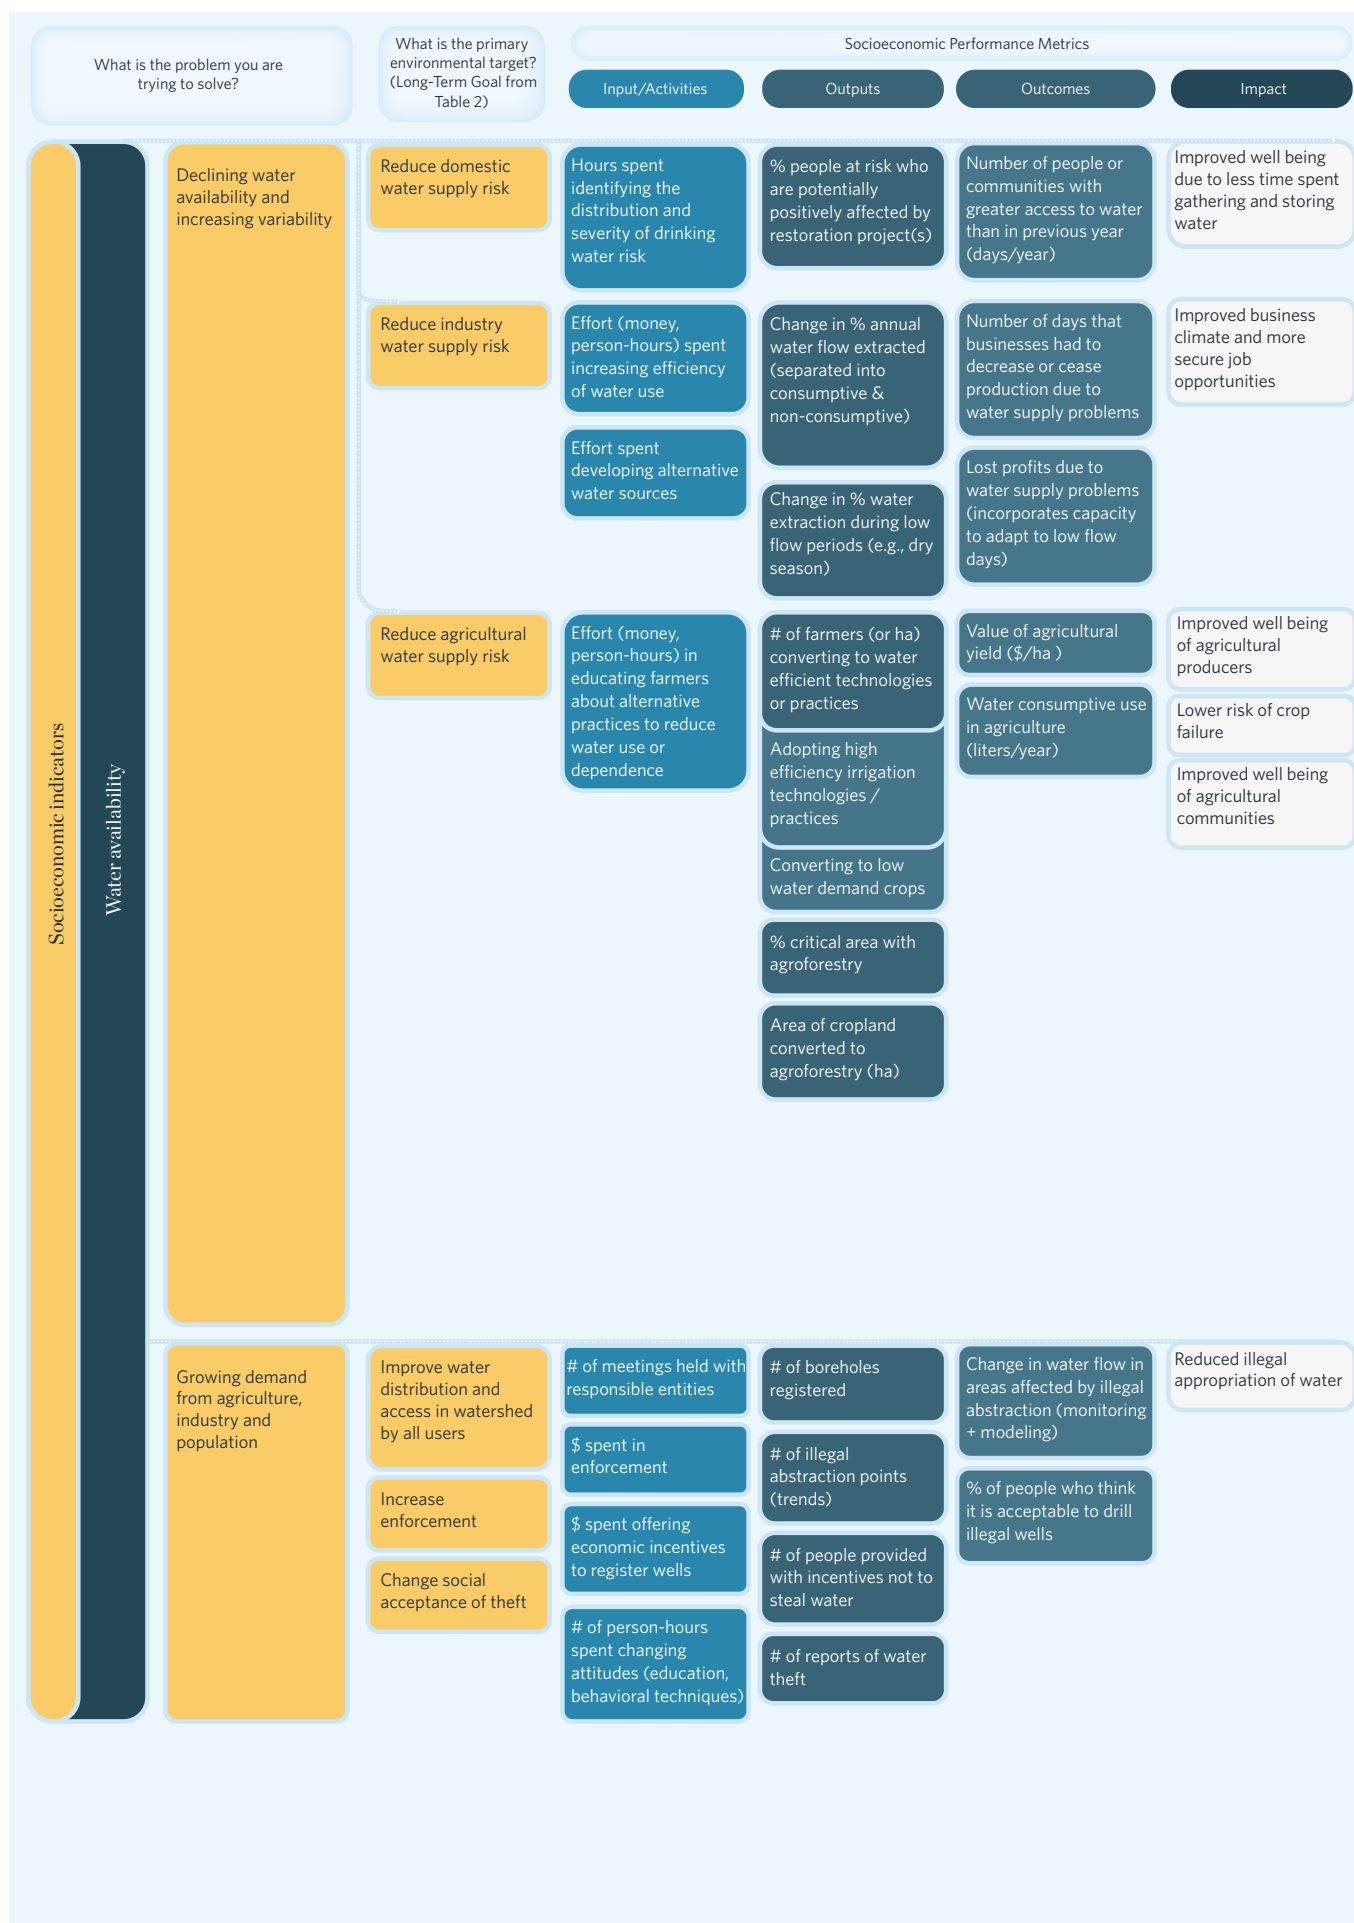 What is the problem you are
trying to solve?
What is the primary
environmental target?
(Long-Term Goal from
Table 2)
Socioeconomic Performance Metrics
Input/Activities
Outputs
Outcomes
Impact
Socioeconomic indicators
Water availability
Declining water
availability and
increasing variability
Reduce domestic
water supply risk
Hours spent
identifying the
distribution and
severity of drinking
water risk
% people at risk who
are potentially
positively affected by
restoration project(s)
Number of people or
communities with
greater access to water
than in previous year
(days/year)
Improved well being
due to less time spent
gathering and storing
water
Reduce industry
water supply risk
Effort (money,
person-hours) spent
increasing efficiency
of water use
Effort spent
developing alternative
water sources
Change in % annual
water flow extracted
(separated into
consumptive &
non-consumptive)
Change in % water
extraction during low
flow periods (e.g., dry
season)
Number of days that
businesses had to
decrease or cease
production due to
water supply problems
Lost profits due to
water supply problems
(incorporates capacity
to adapt to low flow
days)
Improved business
climate and more
secure job
opportunities
Reduce agricultural
water supply risk
Effort (money,
person-hours) in
educating farmers
about alternative
practices to reduce
water use or
dependence
# of farmers (or ha)
converting to water
efficient technologies
or practices
Adopting high
efficiency irrigation
technologies /
practices
Converting to low
water demand crops
% critical area with
agroforestry
Area of cropland
converted to
agroforestry (ha)
Value of agricultural
yield ($/ha )
Water consumptive use
in agriculture
(liters/year)
Improved well being
of agricultural
producers
Lower risk of crop
failure
Improved well being
of agricultural
communities
Growing demand
from agriculture,
industry and
population
Improve water
distribution and
access in watershed
by all users
Increase
enforcement
Change social
acceptance of theft
# of meetings held with
responsible entities
$ spent in
enforcement
$ spent offering
economic incentives
to register wells
# of person-hours
spent changing
attitudes (education,
behavioral techniques)
# of boreholes
registered
# of illegal
abstraction points
(trends)
# of people provided
with incentives not to
steal water
# of reports of water
theft
Change in water flow in
areas affected by illegal
abstraction (monitoring
+ modeling)
% of people who think
it is acceptable to drill
illegal wells
Reduced illegal
appropriation of water